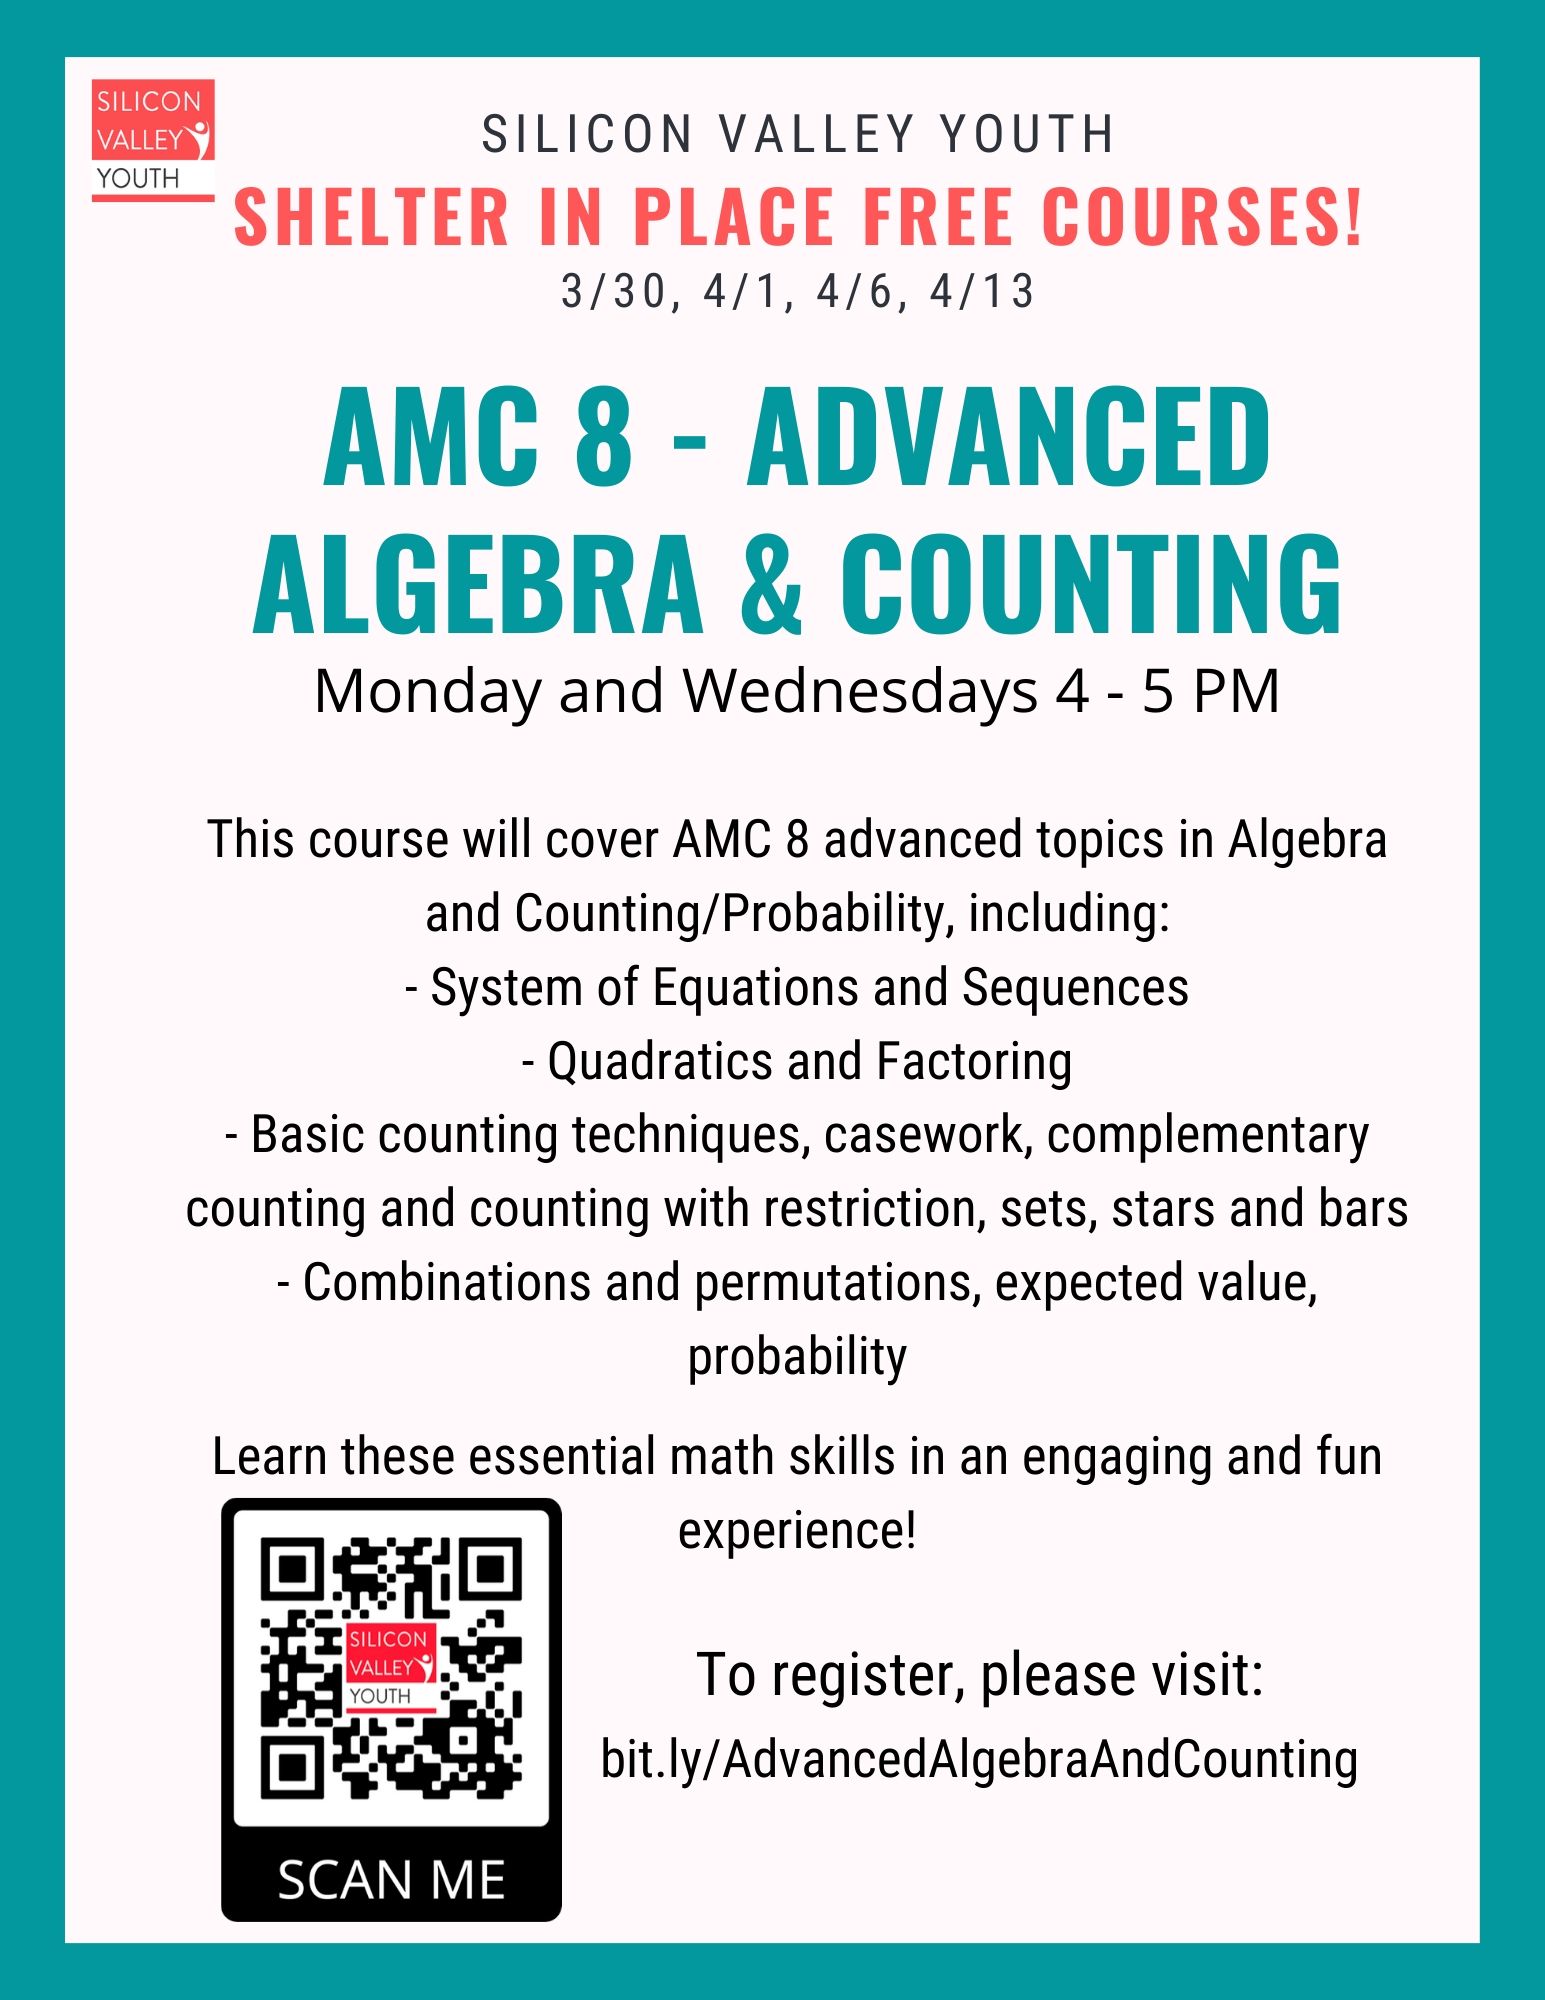 SILICON
VALLEY
YOUTH
SILICON VALLEY YOUTH
SHELTER IN PLACE FREE COURSES!
3/30, 4/1, 4/6, 4/13
AMC 8 - ADVANCED
ALGEBRA & COUNTING
Monday and Wednesdays 4 - 5 PM
This course will cover AMC 8 advanced topics in Algebra
and Counting/Probability, including:
- System of Equations and Sequences
- Quadratics and Factoring
- Basic counting techniques, casework, complementary
counting and counting with restriction, sets, stars and bars
- Combinations and permutations, expected value,
probability
Learn these essential math skills in an engaging and fun
experience!
SILICON
VALLEY
YOUTH
SCAN ME
To register, please visit:
bit.ly/AdvancedAlgebraAndCounting